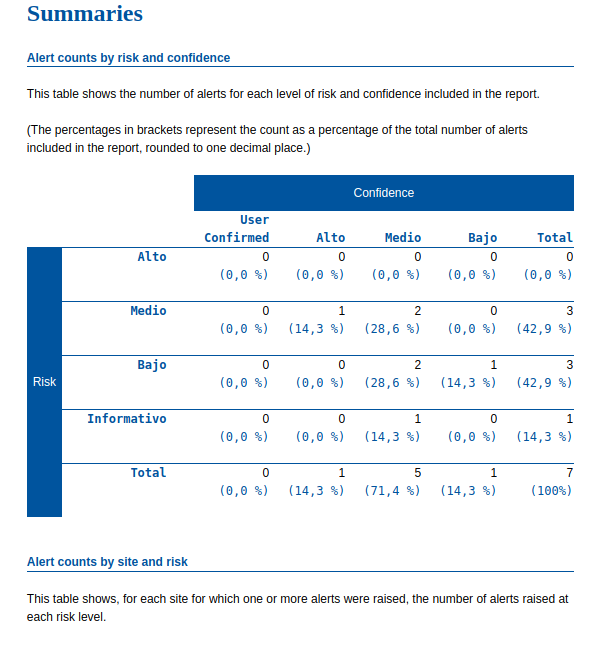 Summaries
Alert counts by risk and confidence
This table shows the number of alerts for each level of risk and confidence included in the report.
(The percentages in brackets represent the count as a percentage of the total number of alerts
included in the report, rounded to one decimal place.)
Confidence
User
Confirmed Alto Medio Bajo Total
Alto 0 0 0 0 0
(0,0 %) (0,0 %) (0,0 %) (0,0 %) (0,0 %)
Medio 0 1 2 0 3
(0,0 %) (14,3 %) (28,6 %) (0,0 %) (42,9 %)
Bajo 0 0 2 1 3
Risk (0,0 %) (0,0 %) (28,6 %) (14,3 %) (42,9 %)
Informativo 0 0 1 0 1
(0,0 %) (0,0 %) (14,3 %) (0,0 %) (14,3 %)
Total 0 1 5 1 7
(0,0 %) (14,3 %) (71,4 %) (14,3 %) (100%)
Alert counts by site and risk
This table shows, for each site for which one or more alerts were raised, the number of alerts raised at
each risk level.